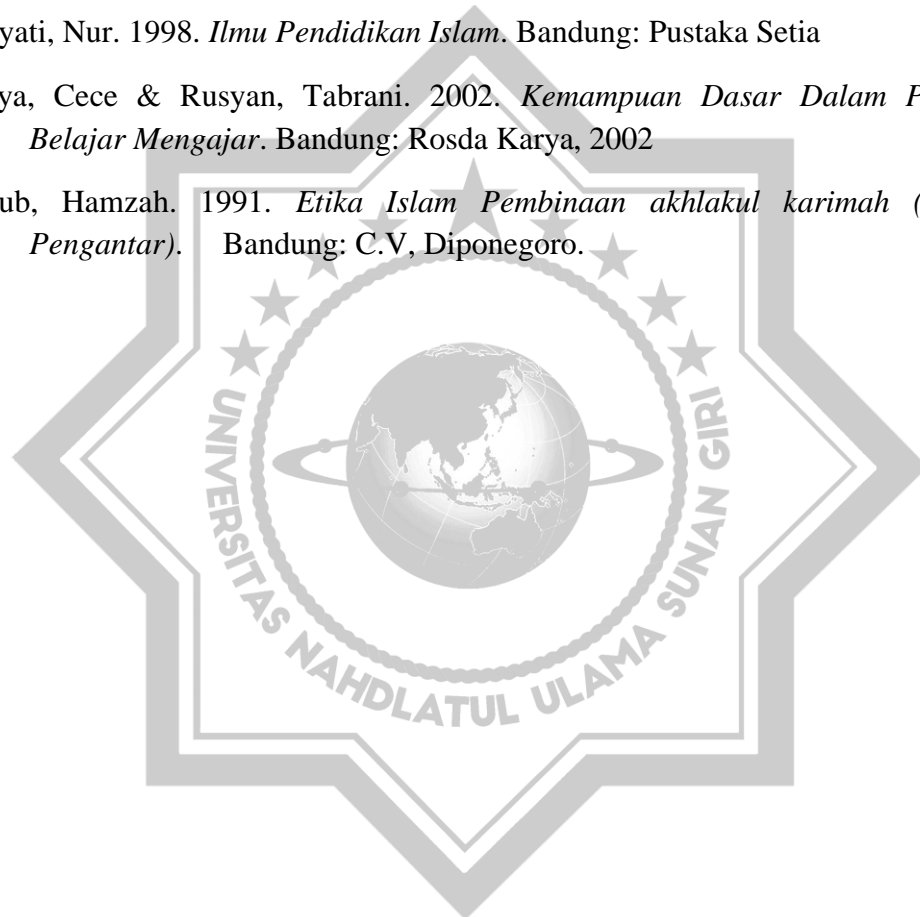 yati, Nur. 1998. Ilmu Pendidikan Islam. Bandung: Pustaka Setia
ya, Cece & Rusyan, Tabrani. 2002. Kemampuan Dasar Dalam P
Belajar Mengajar. Bandung: Rosda Karya, 2002
ub, Hamzah. 1991. Etika Islam Pembinaan akhlakul karimah (
Pengantar). Bandung: C.V, Diponegoro.
UNIVERSITAS NAHDLATUL ULAMA SUNAN GIRI